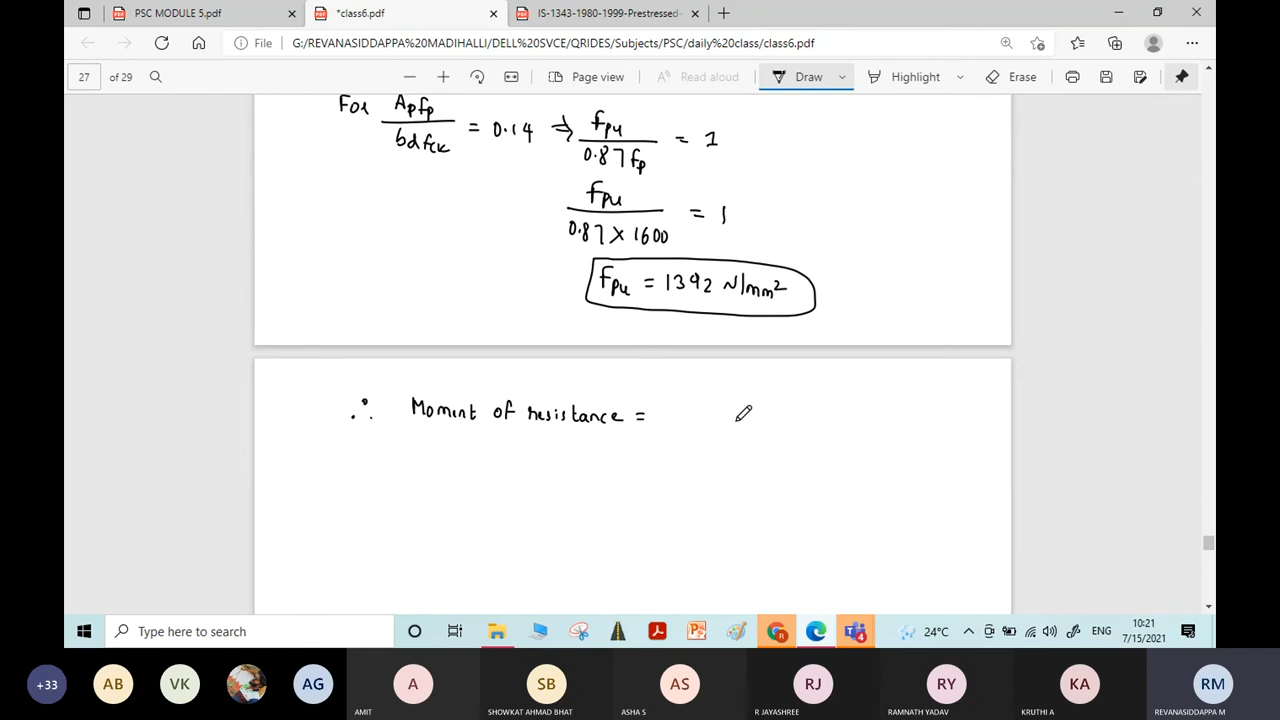 PSC MODULE 5.pdf
*class6.pdf
IS-1343-1980-1999-Prestressed-
File
G:/REVANASIDDAPPA%20MADIHALLI/DELL%20SVCE/QRIDES/Subjects/PSC/daily%20class/class6.pdf
27 of 29
Page view
Read aloud
Draw
Highlight
Erase
For Apfp / bdfck = 0.14 ⇒ fpu / 0.87 fp = 1
fpu / 0.87 × 1600 = 1
fpu = 1392 N/mm²
∴ Moment of resistance =
Type here to search
24°C
ENG
10:21
7/15/2021
4
+33
AB
VK
AG
A
AMIT
SB
SHOWKAT AHMAD BHAT
AS
ASHA S
RJ
R JAYASHREE
RY
RAMNATH YADAV
KA
KRUTHI A
RM
REVANASIDDAPPA M